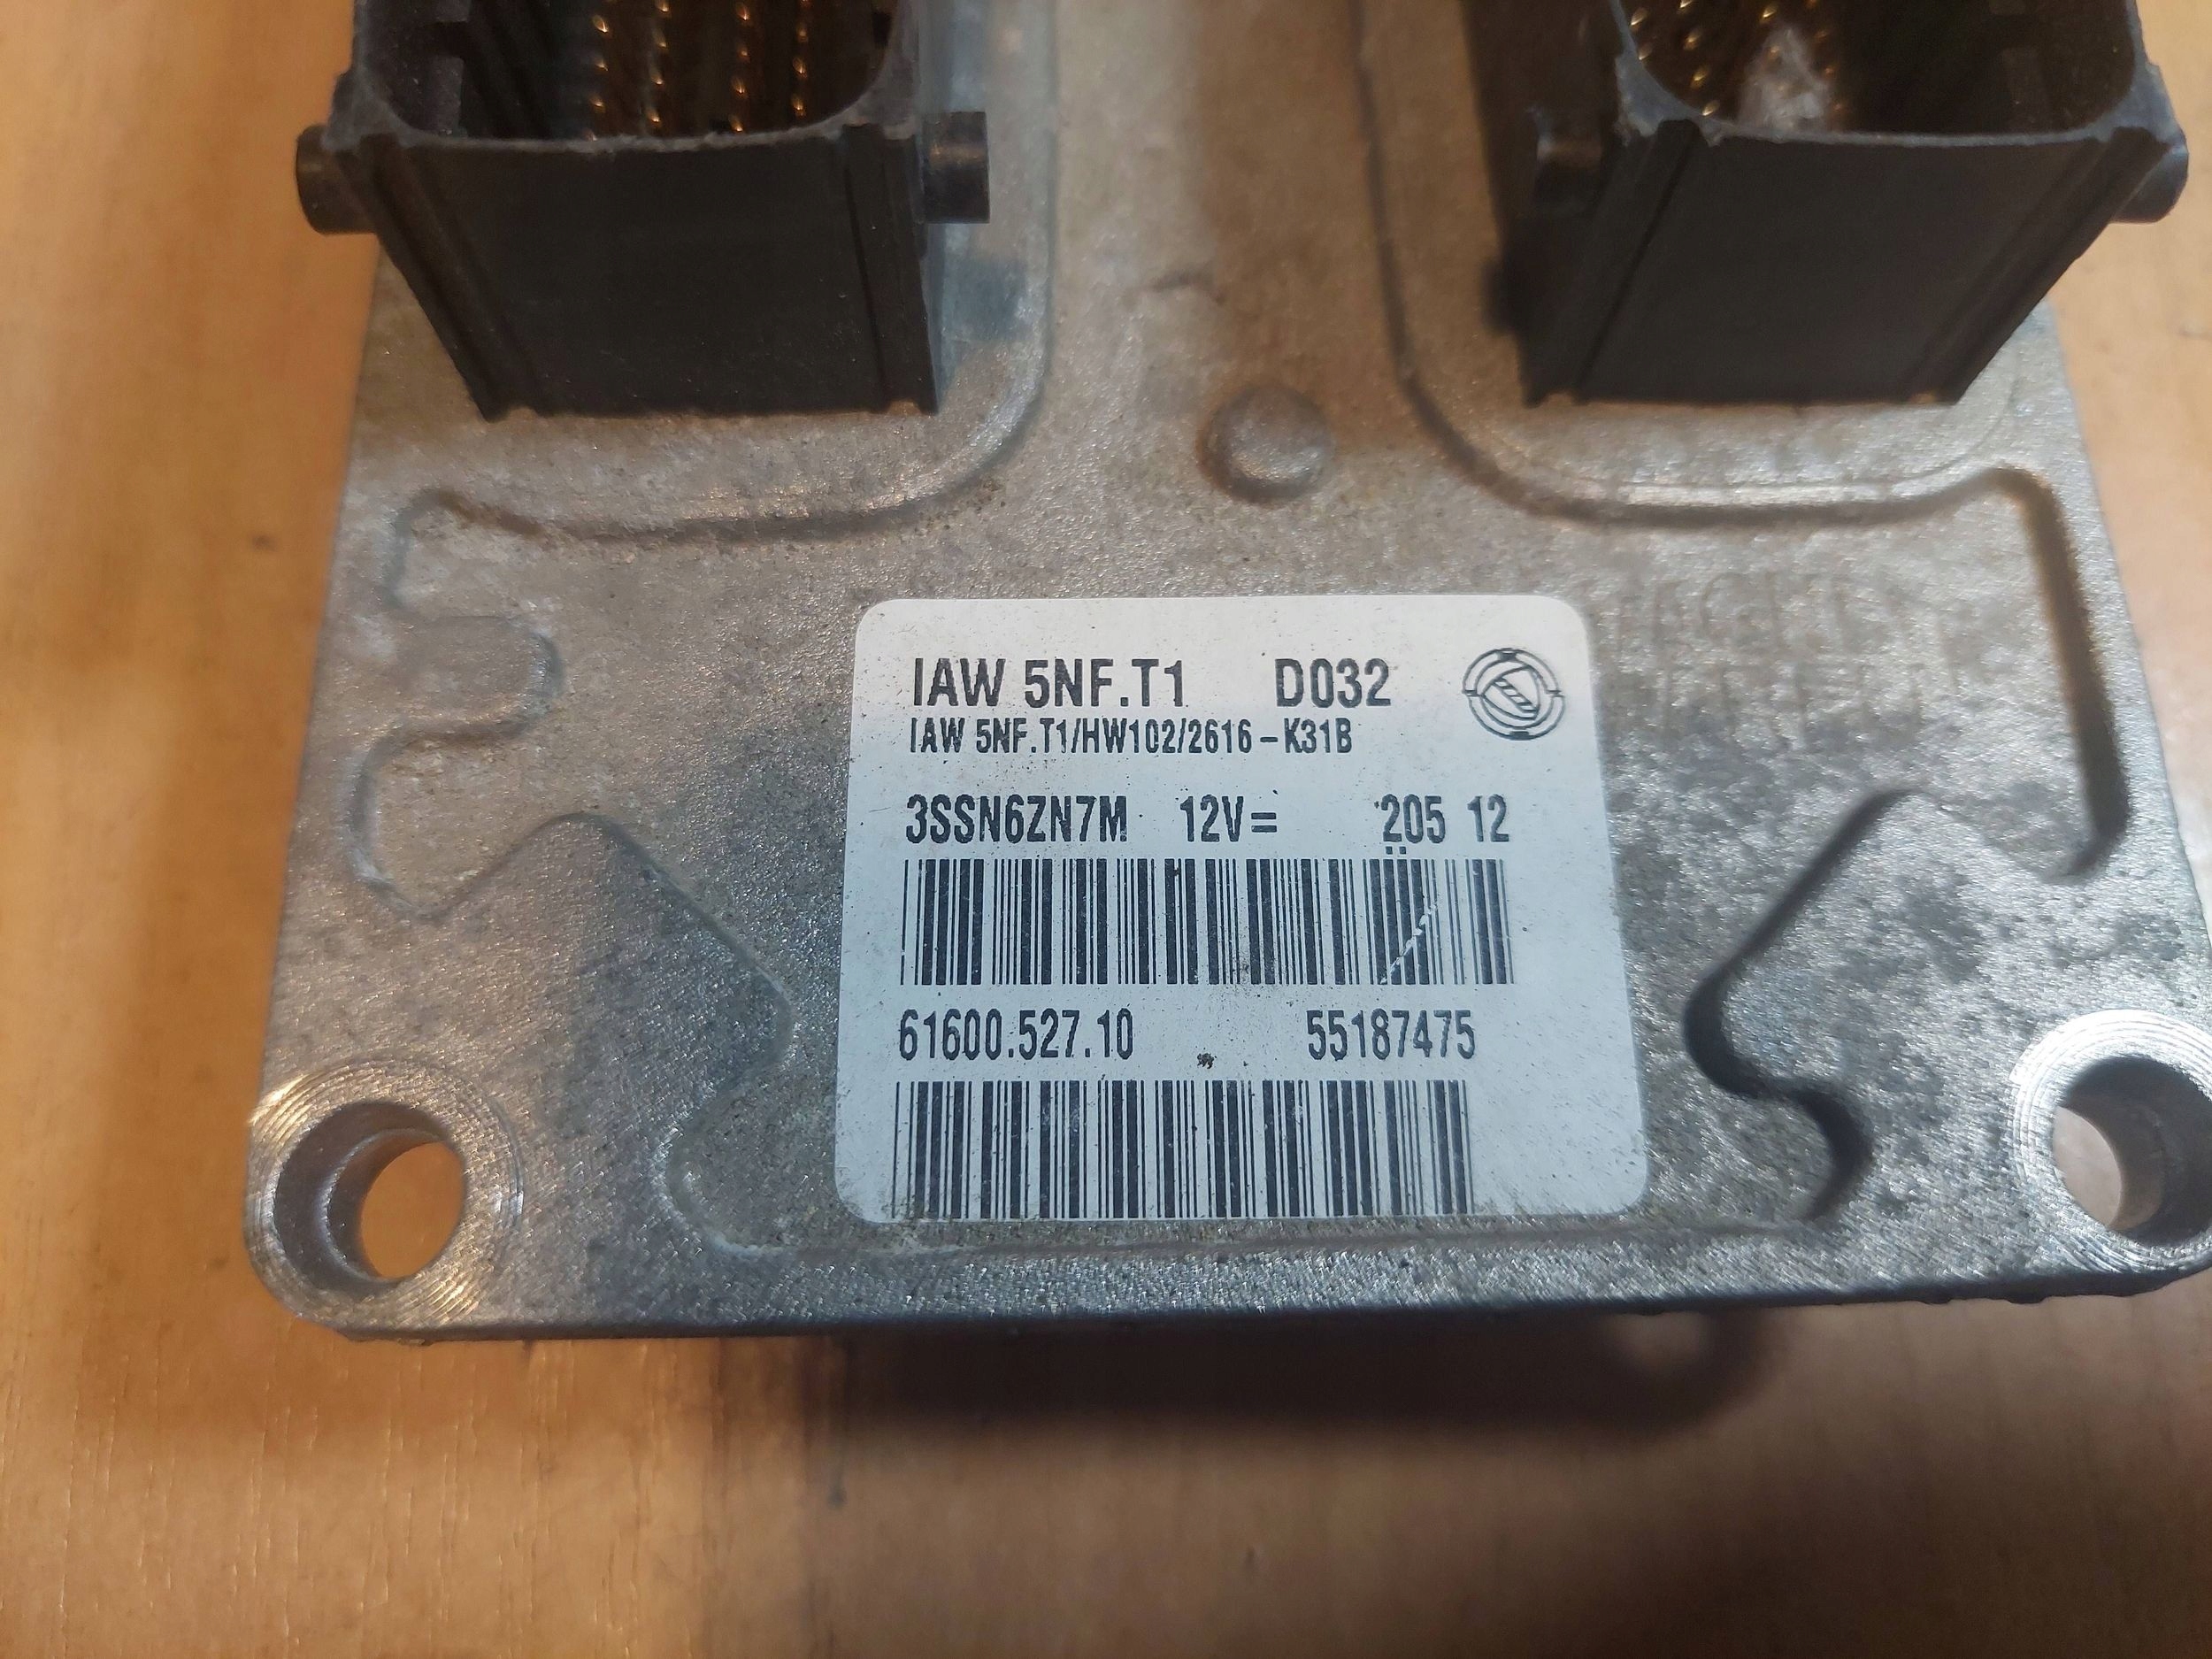 IAW 5NF.T1 D032
IAW 5NF.T1/HW102/2616-K31B
3SSN6ZN7M 12V= 205 12
61600.527.10 55187475